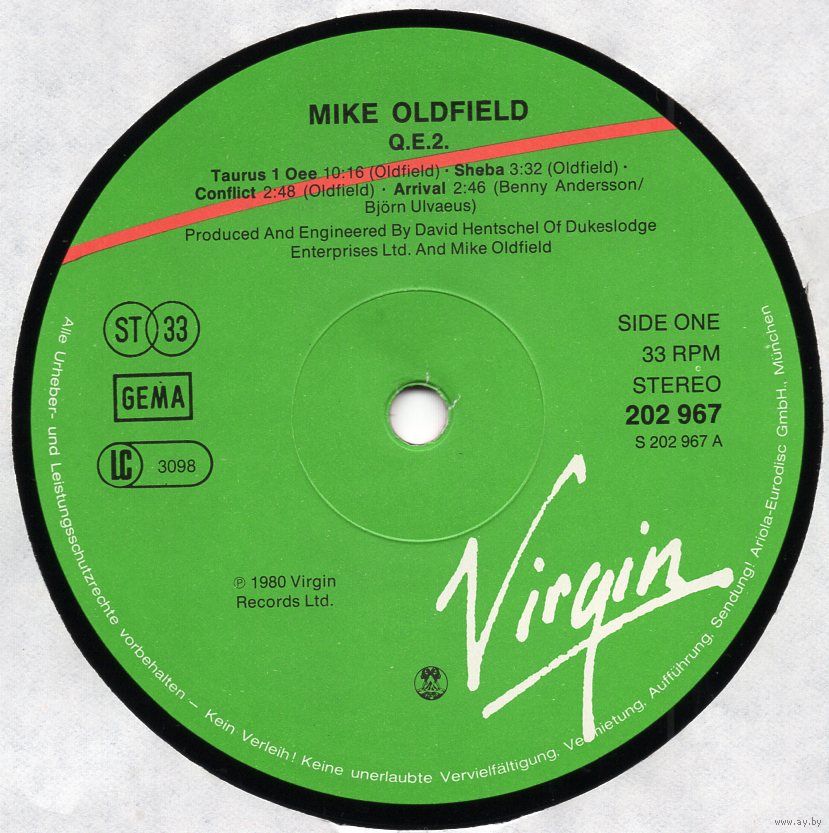 MIKE OLDFIELD
Q.E.2.
Taurus 1 Oee 10:16 (Oldfield) · Sheba 3:32 (Oldfield) ·
Conflict 2:48 (Oldfield) · Arrival 2:46 (Benny Andersson/
Björn Ulvaeus)
Produced And Engineered By David Hentschel Of Dukeslodge
Enterprises Ltd. And Mike Oldfield
ST 33
GEMA
LC 3098
SIDE ONE
33 RPM
STEREO
202 967
S 202 967 A
℗ 1980 Virgin
Records Ltd.
Virgin
Alle Urheber- und Leistungsschutzrechte vorbehalten – Kein Verleih! Keine unerlaubte Vervielfältigung, Vermietung, Aufführung, Sendung! Ariola-Eurodisc GmbH., München
www.ay.by